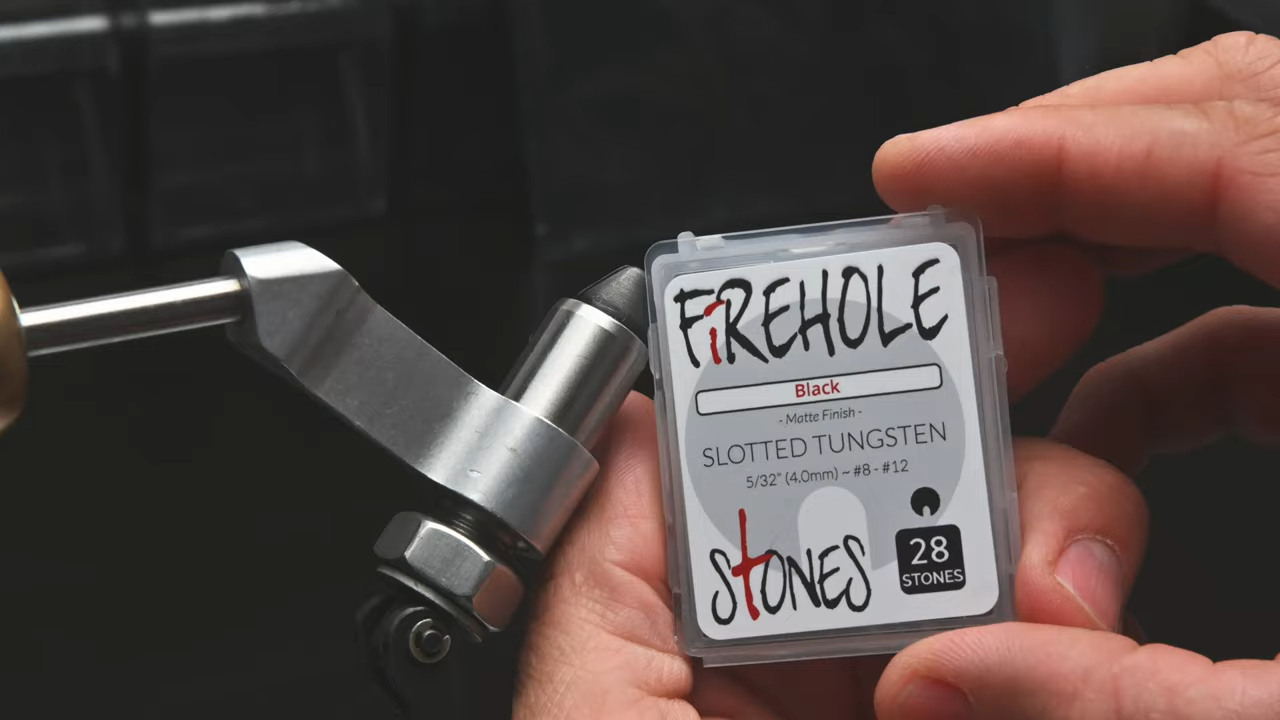 FiREHOLE
Black
- Matte Finish -
SLOTTED TUNGSTEN
5/32" (4.0mm) ~ #8 - #12
StONES
28
STONES